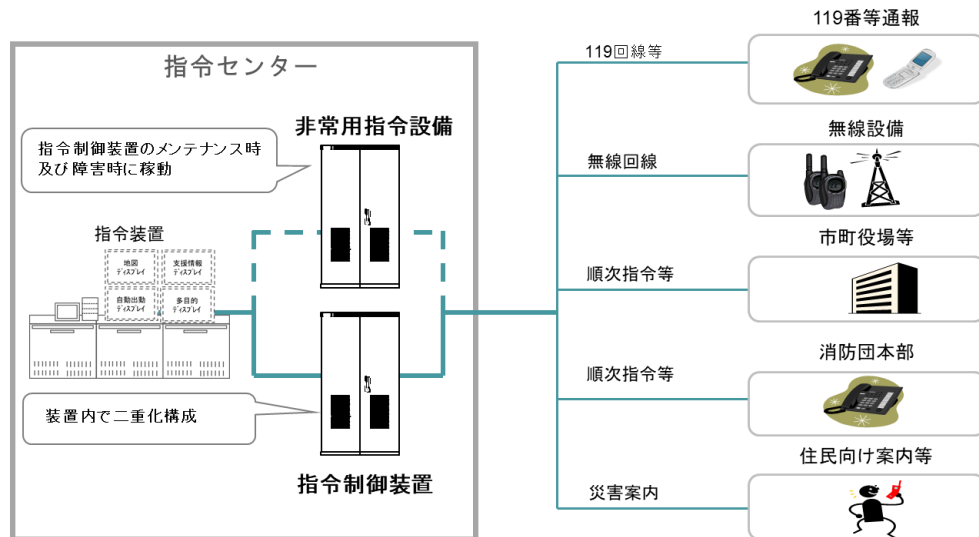 119番等通報
119回線等
指令センター
非常用指令設備
指令制御装置のメンテナンス時
及び障害時に稼動
無線設備
無線回線
指令装置
地図
ディスプレイ
支援情報
ディスプレイ
自動出動
ディスプレイ
多目的
ディスプレイ
市町役場等
順次指令等
消防団本部
順次指令等
装置内で二重化構成
指令制御装置
住民向け案内等
災害案内